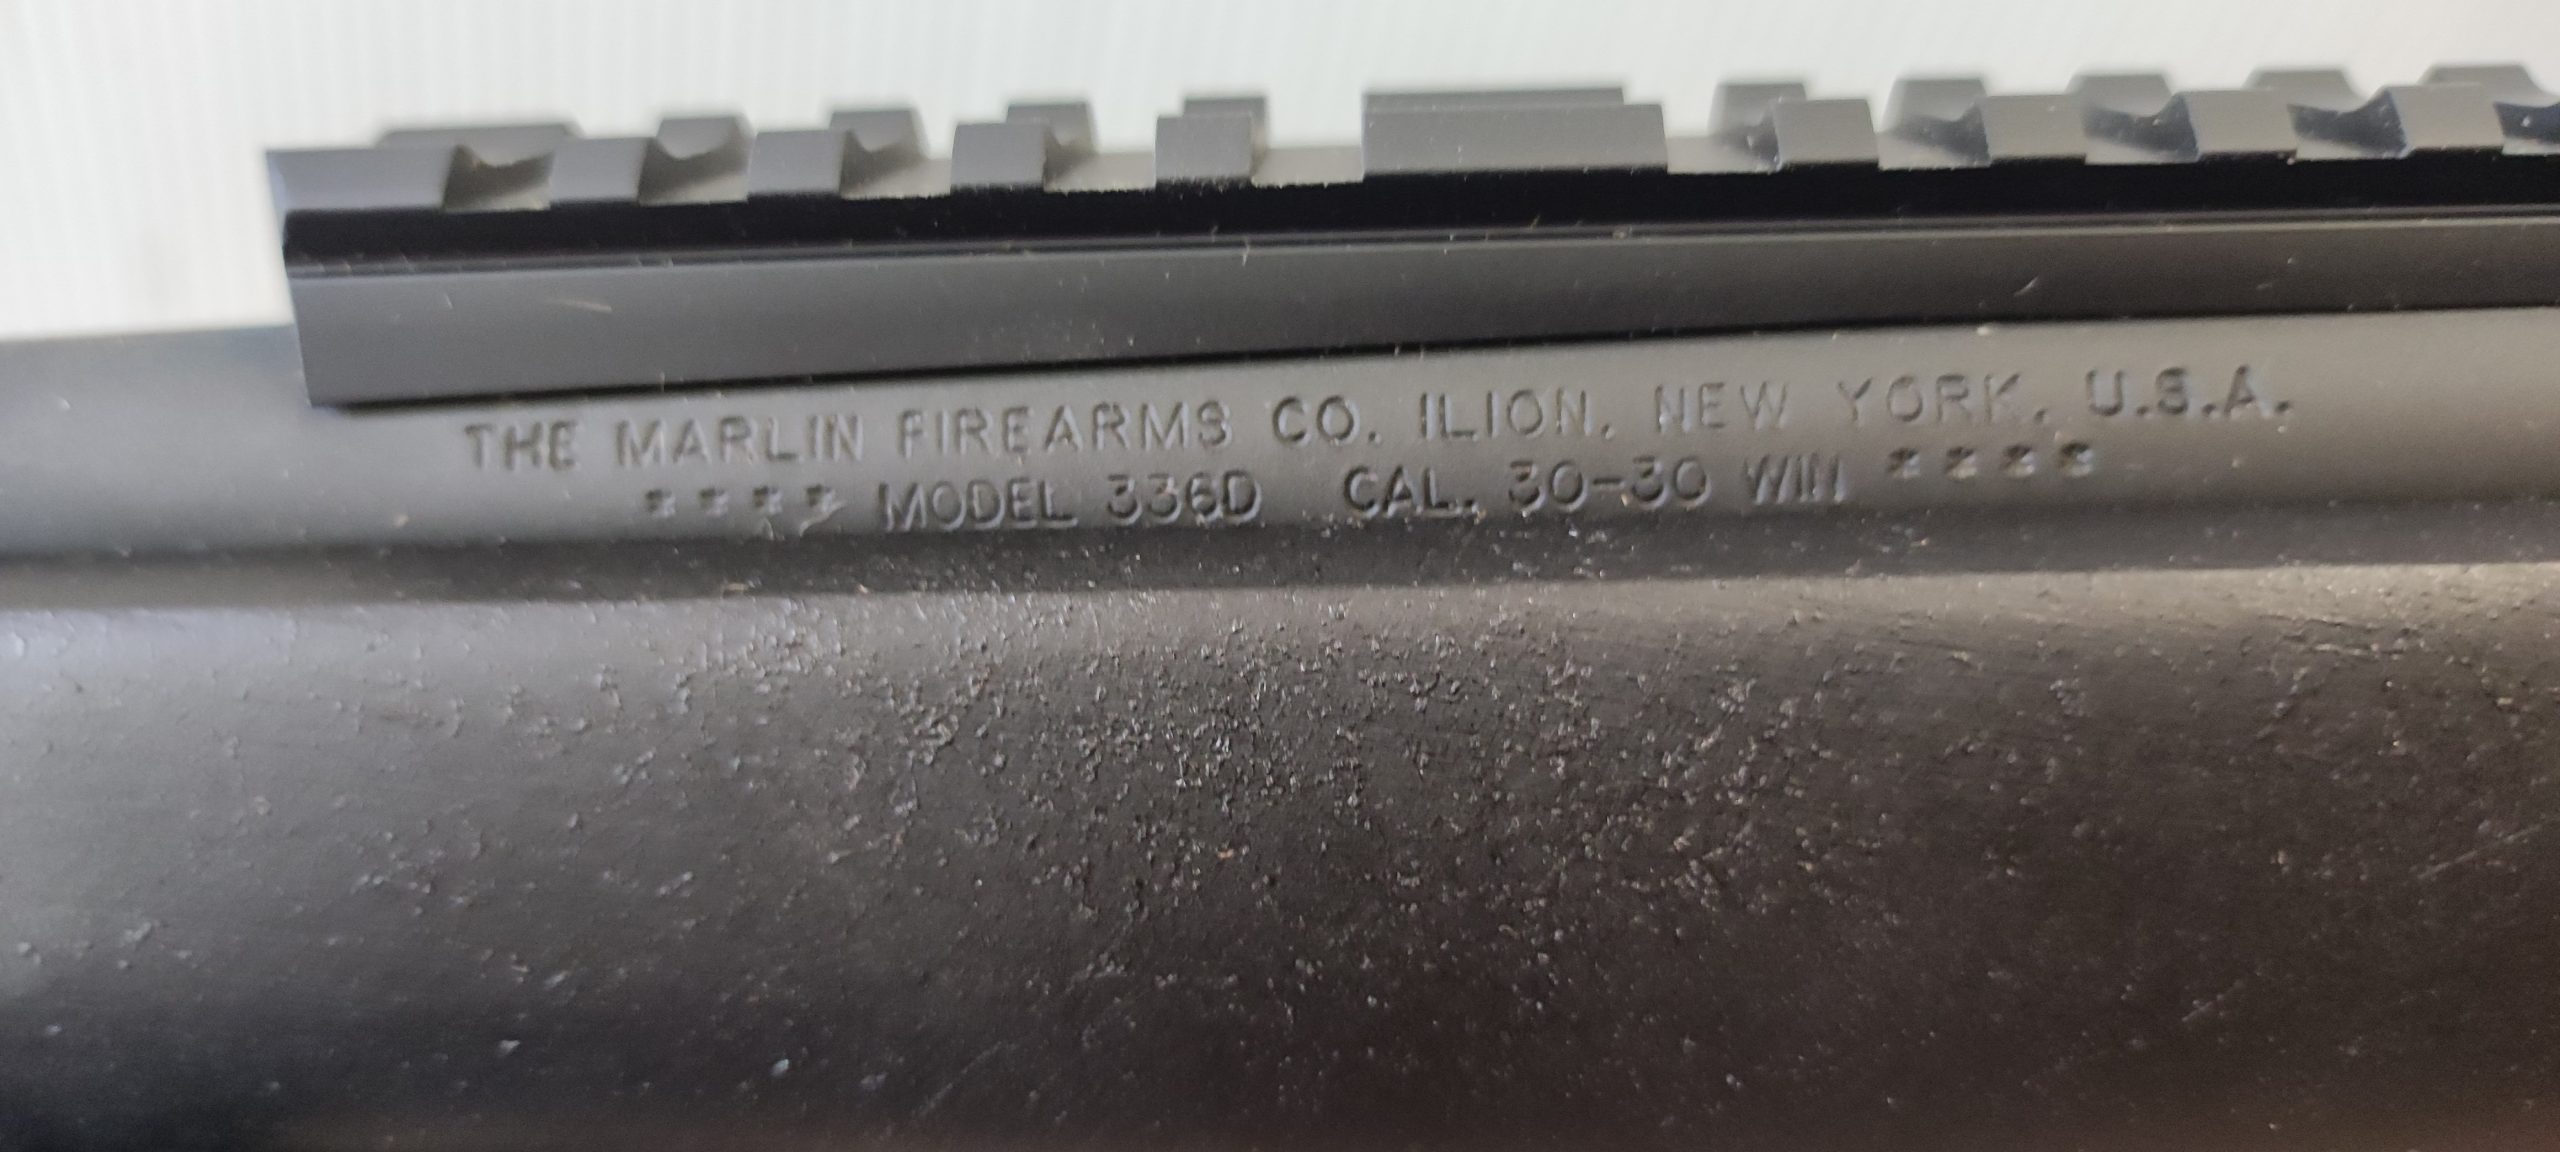 THE MARLIN FIREARMS CO. ILION, NEW YORK, U.S.A.
**** MODEL 336D CAL. 30-30 WIN ****